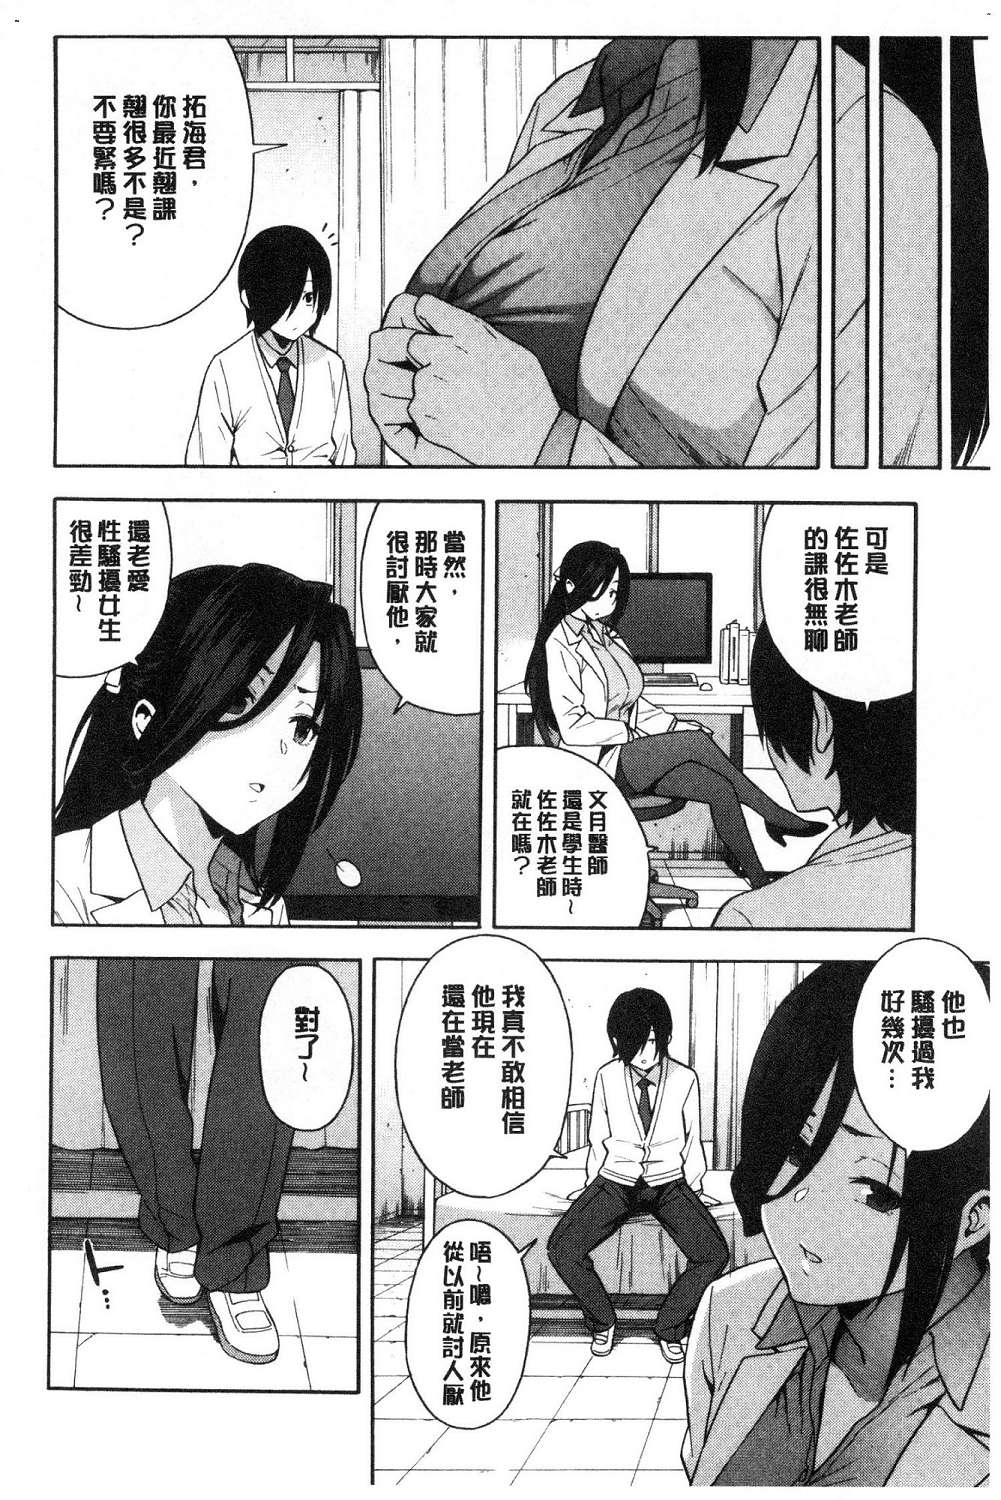 拓海君，
你最近翹課
翹很多不是？
不要緊嗎？
可是
佐佐木老師
的課很無聊
文月醫師
還是學生時~
佐佐木老師
就在嗎？
當然，
那時大家就
很討厭他，
還老愛
性騷擾女生
很差勁~
他也
騷擾過我
好幾次…
我真不敢相信
他現在
還在當老師
唔~嗯，原來他
從以前就討人厭
對了~
ト…